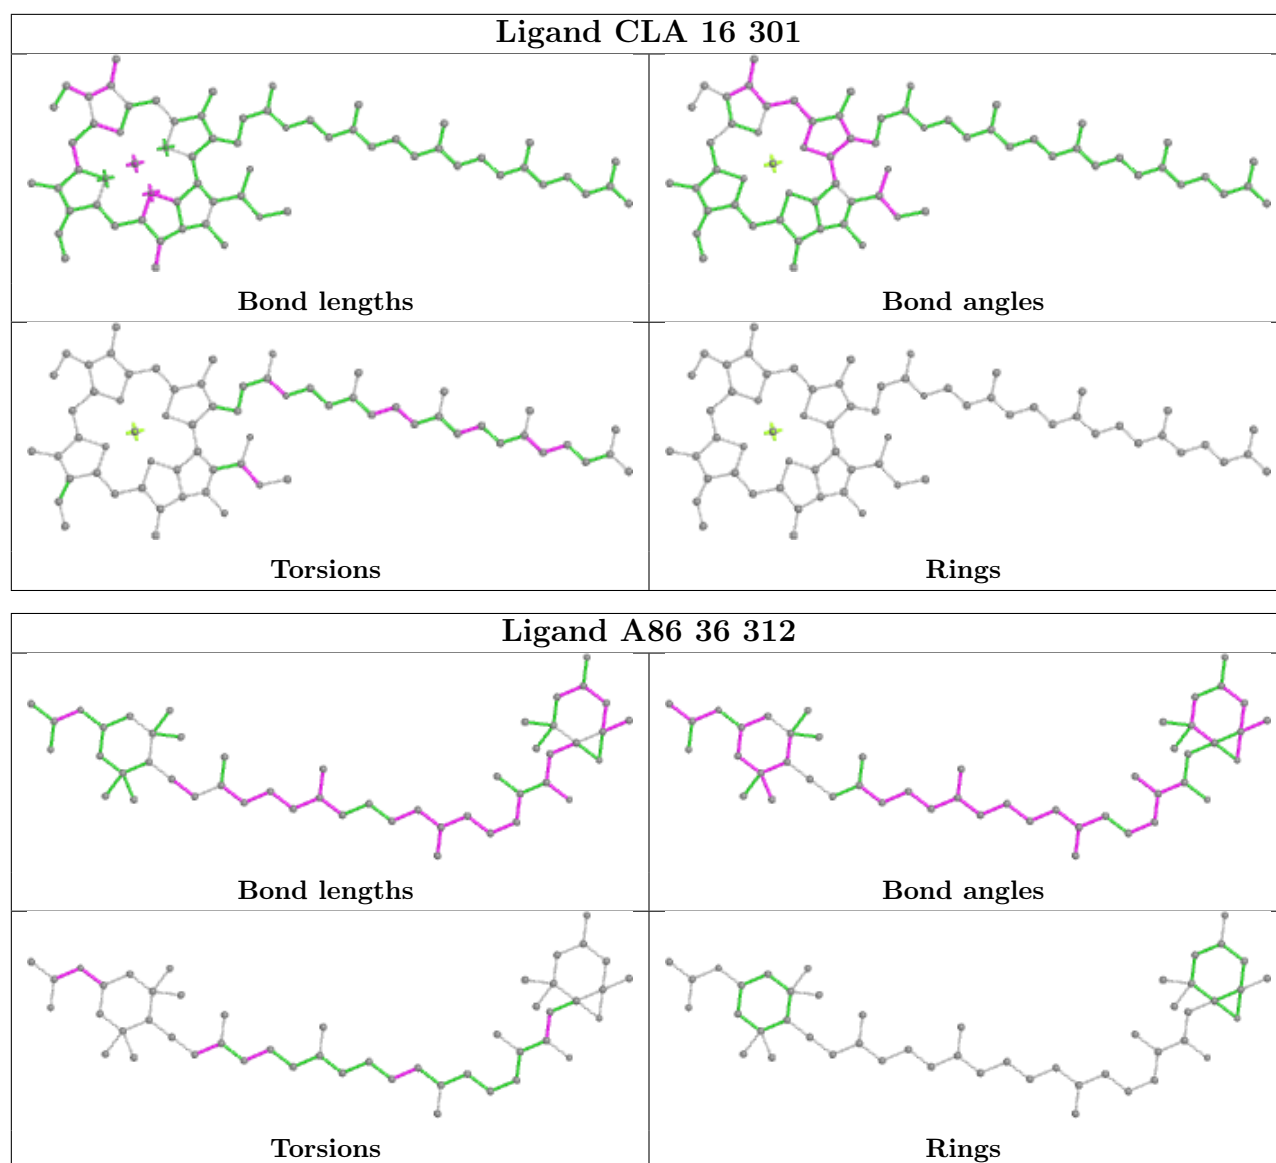 Ligand CLA 16 301
Bond lengths
Bond angles
Torsions
Rings
Ligand A86 36 312
Bond lengths
Bond angles
Torsions
Rings